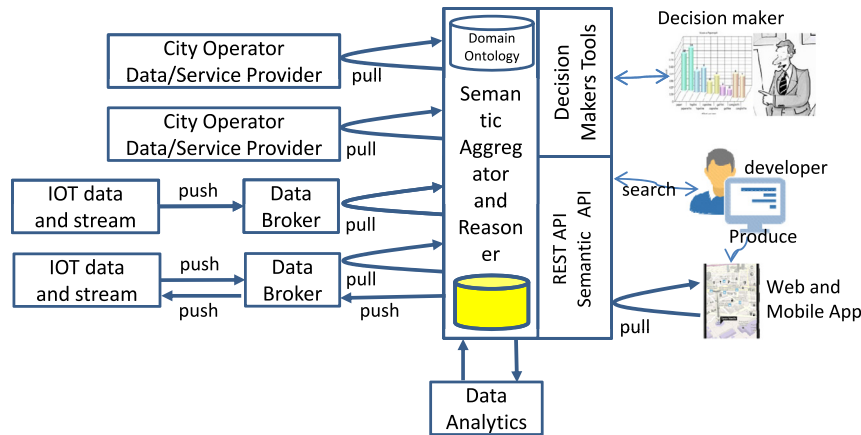 City Operator
Data/Service Provider
pull
City Operator
Data/Service Provider
pull
IOT data
and stream
push
Data
Broker
pull
IOT data
and stream
push
push
Data
Broker
pull
push
Domain
Ontology
Seman
tic
Aggreg
ator
and
Reason
er
Decision
Makers Tools
REST API
Semantic API
Data
Analytics
Decision maker
search
developer
Produce
pull
Web and
Mobile App